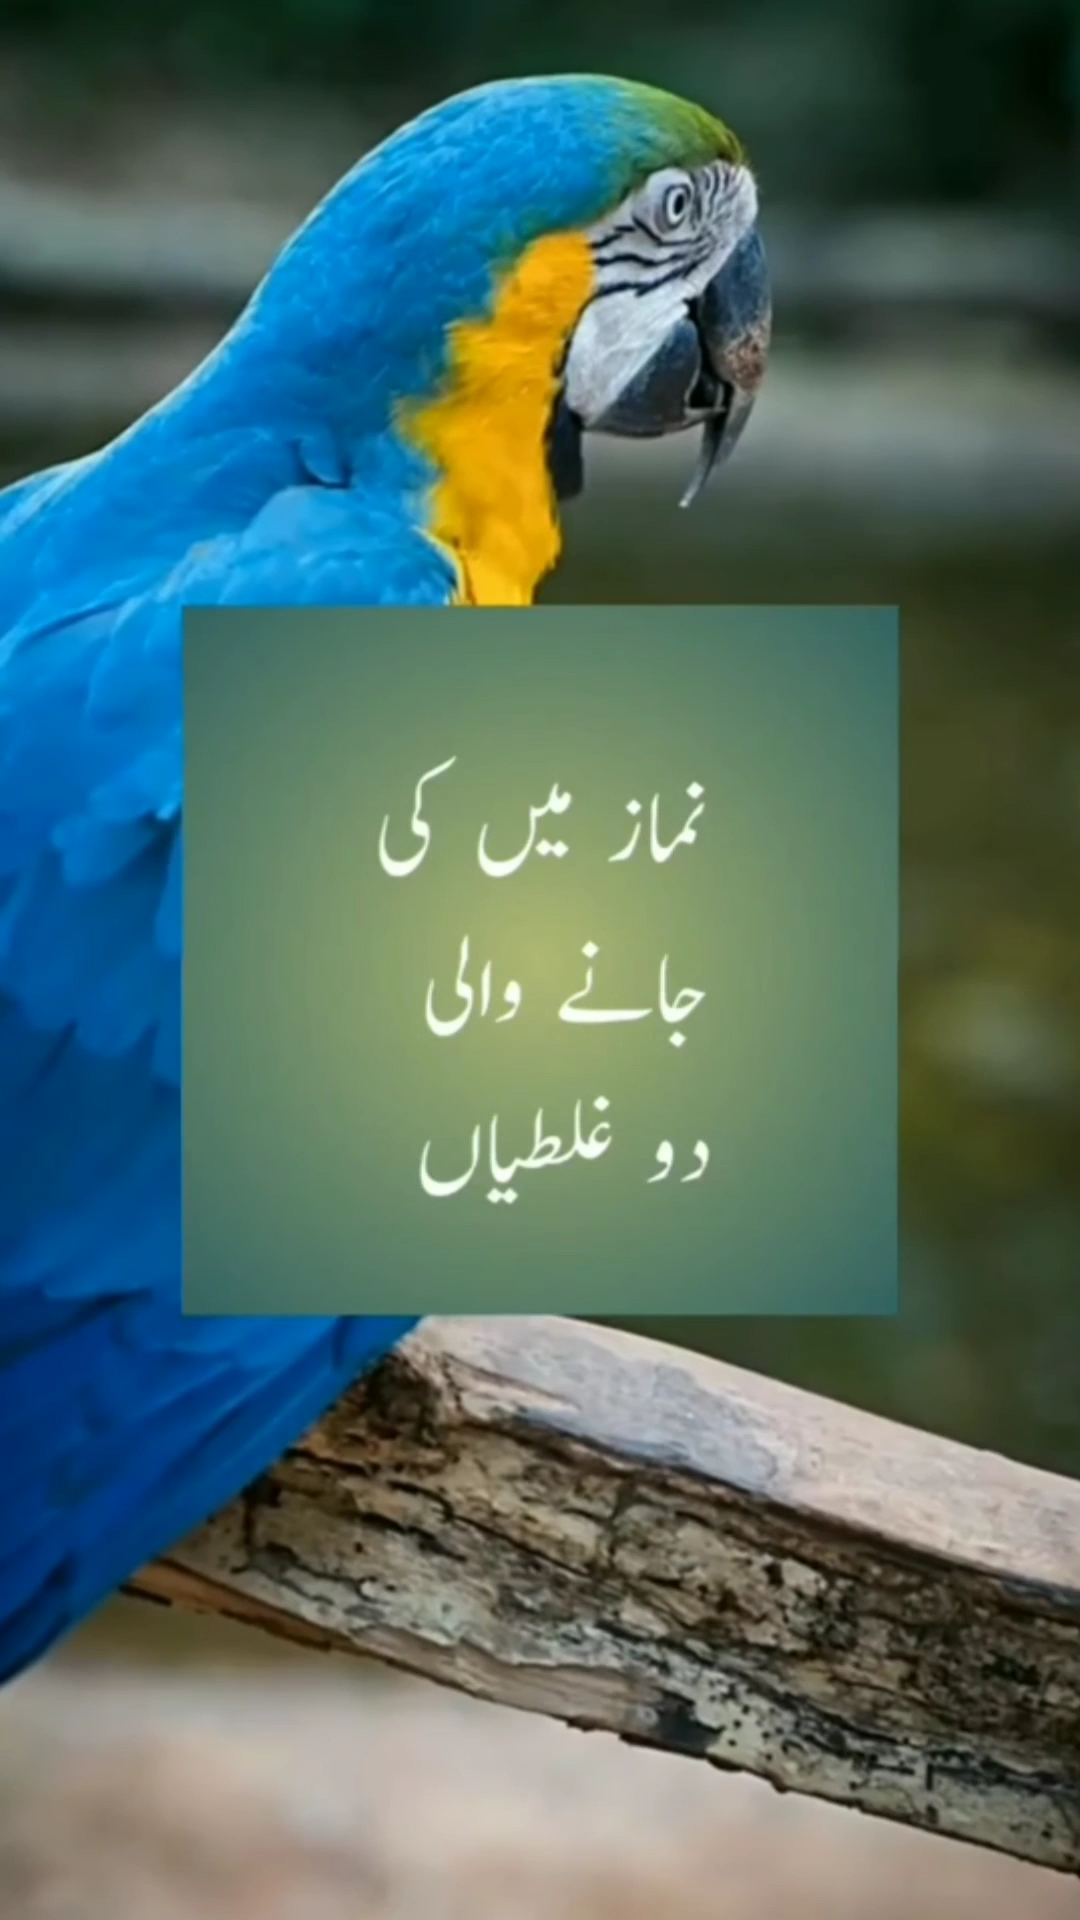 نماز میں کی
جانے والی
دو غلطیاں